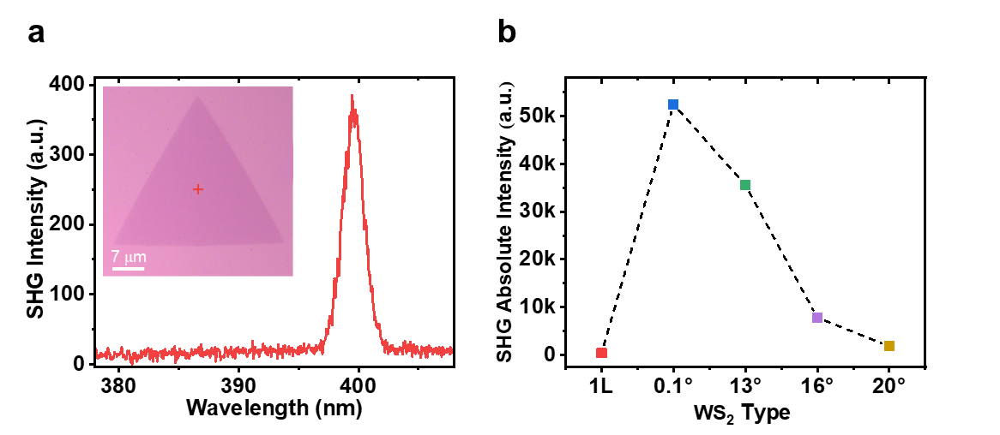 a
b
SHG Intensity (a.u.)
400
300
200
100
0
7 μm
380
390
400
Wavelength (nm)
SHG Absolute Intensity (a.u.)
50k
40k
30k
20k
10k
0
1L
0.1°
13°
16°
20°
WS₂ Type